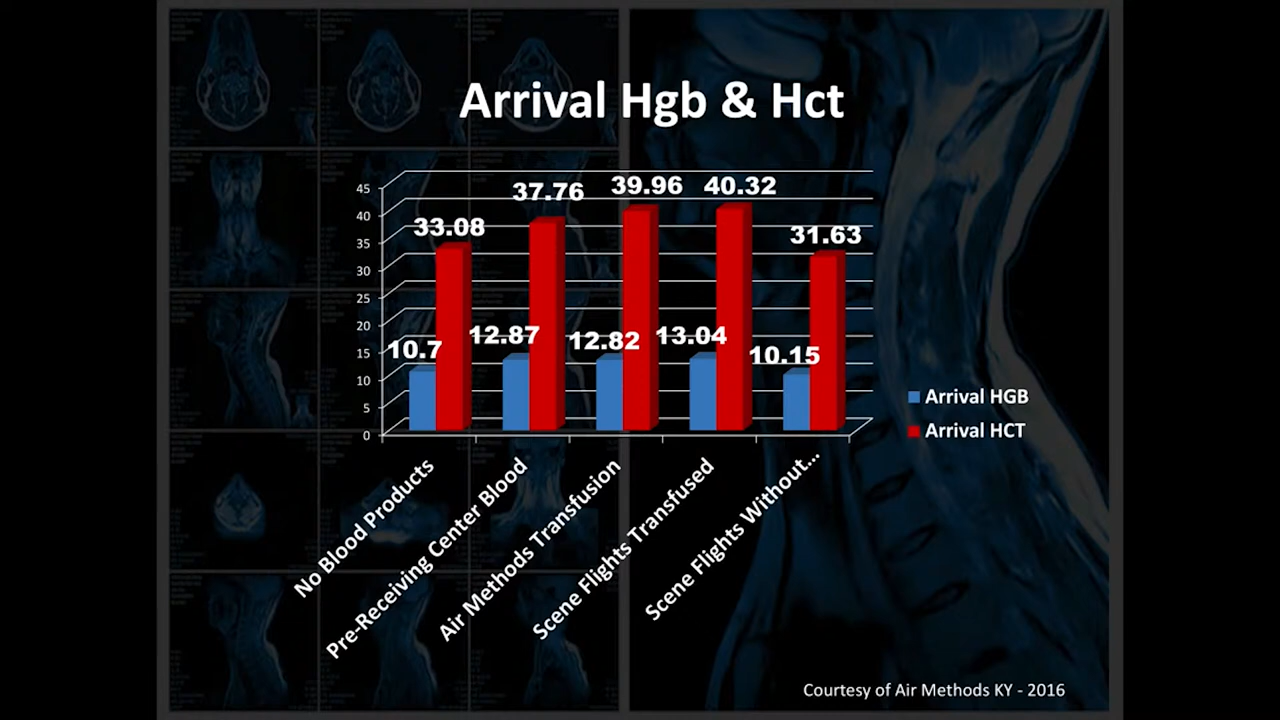 Arrival Hgb & Hct
45
40
35
30
25
20
15
10
5
0
33.08
37.76
39.96
40.32
31.63
10.7
12.87
12.82
13.04
10.15
No Blood Products
Pre-Receiving Center Blood
Air Methods Transfusion
Scene Flights Transfused
Scene Flights Without...
Arrival HGB
Arrival HCT
Courtesy of Air Methods KY - 2016